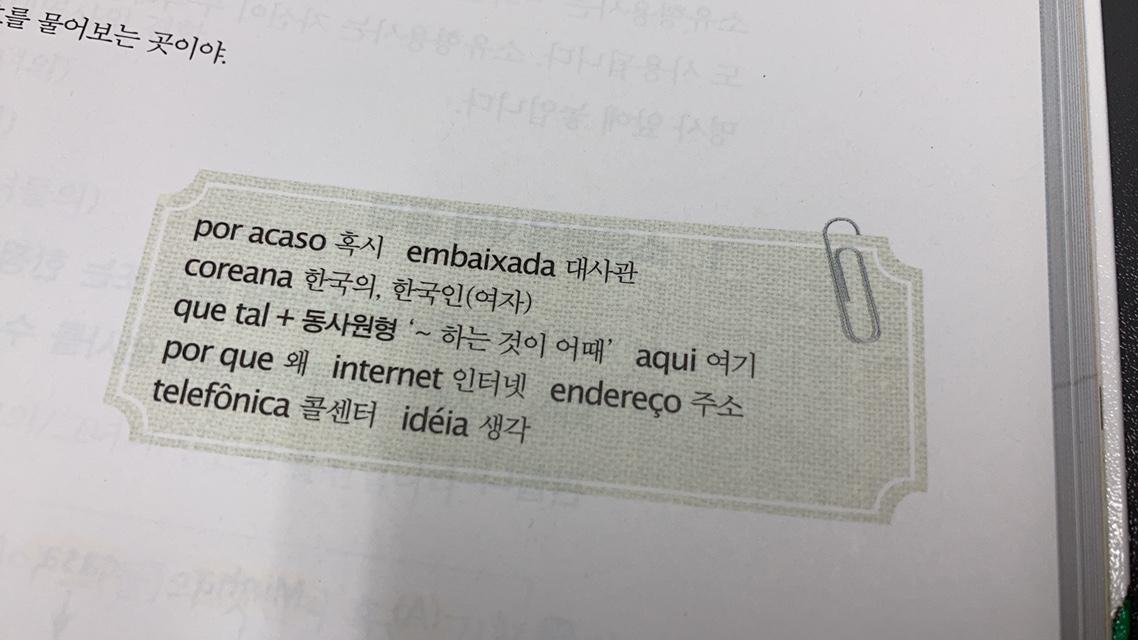 를 물어보는 곳이야.
por acaso 혹시 embaixada 대사관
coreana 한국의, 한국인(여자)
que tal + 동사원형 ‘~ 하는 것이 어때’ aqui 여기
por que 왜 internet 인터넷 endereço 주소
telefônica 콜센터 idéia 생각